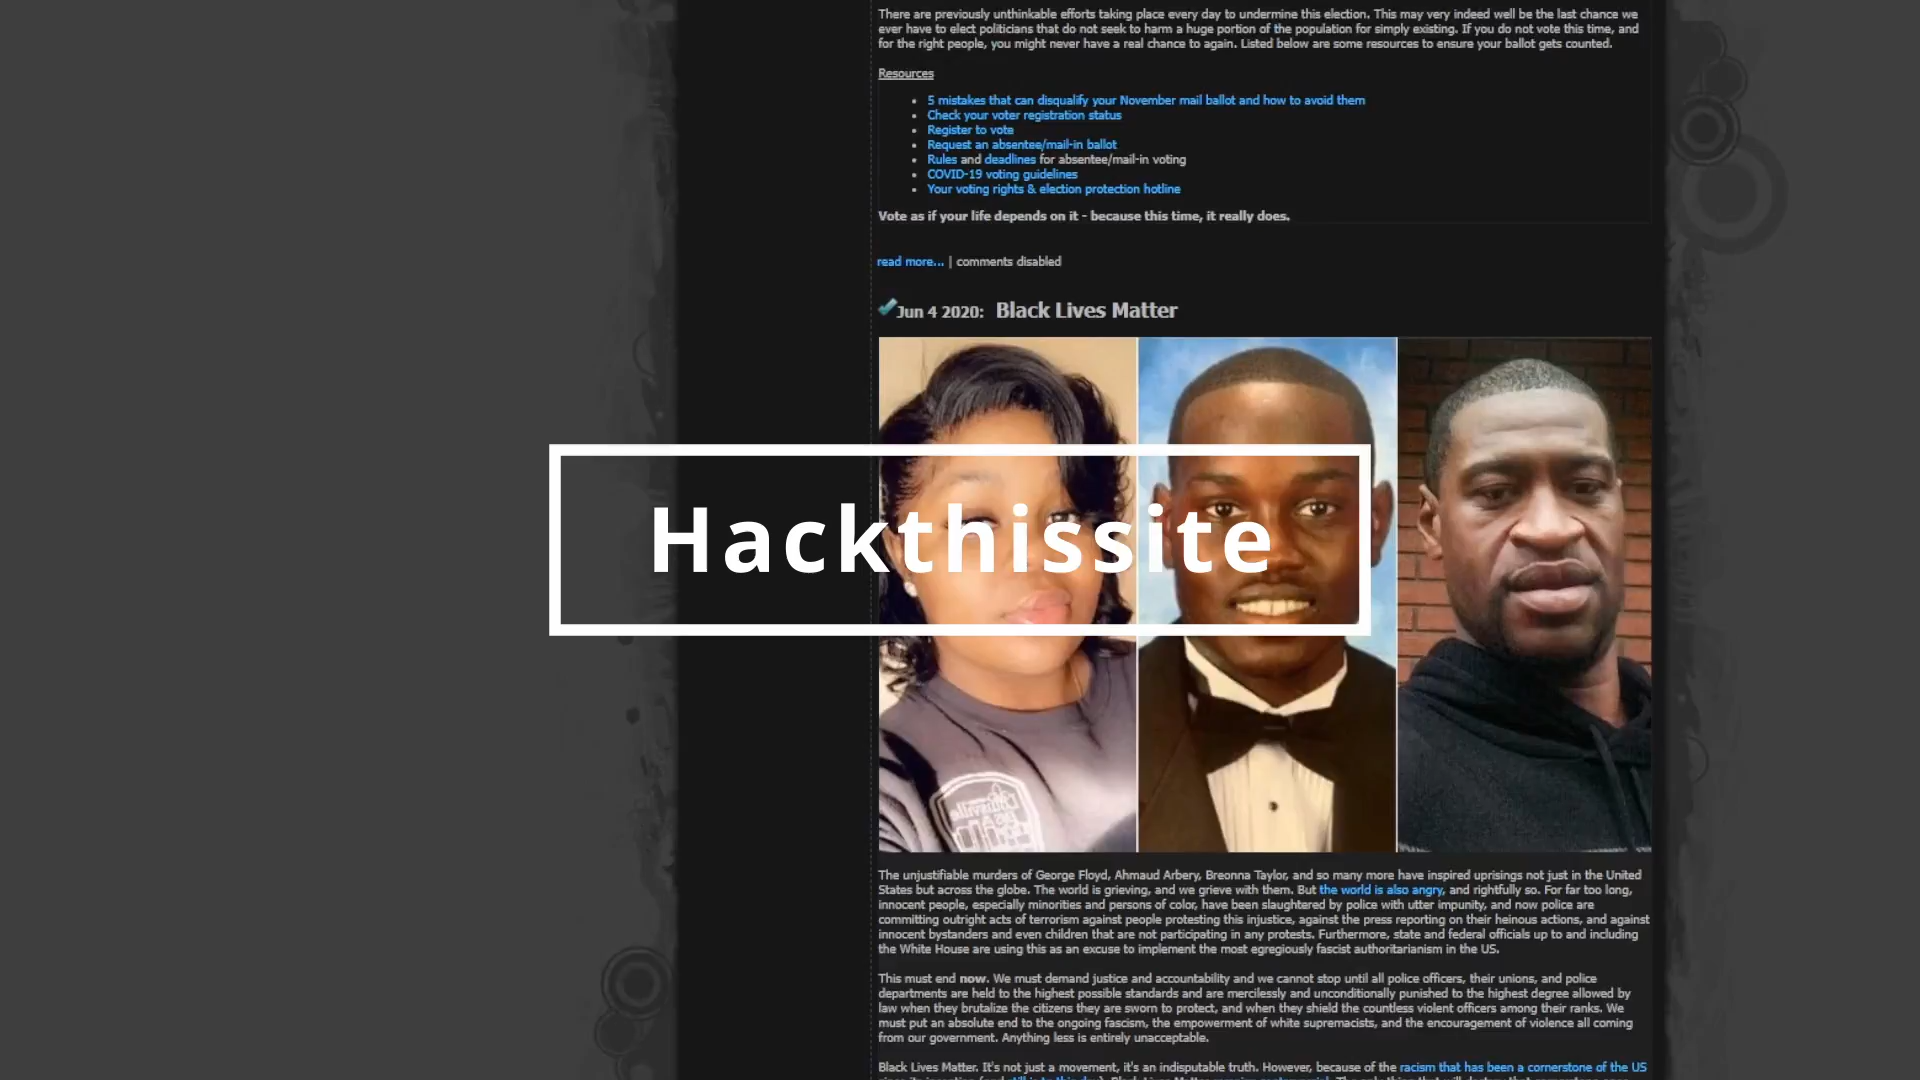 There are previously unthinkable efforts taking place every day to undermine this election. This may very indeed well be the last chance we
ever have to elect politicians that do not seek to harm a huge portion of the population for simply existing. If you do not vote this time, and
for the right people, you might never have a real chance to again. Listed below are some resources to ensure your ballot gets counted.
Resources
5 mistakes that can disqualify your November mail ballot and how to avoid them
Check your voter registration status
Register to vote
Request an absentee/mail-in ballot
Rules and deadlines for absentee/mail-in voting
COVID-19 voting guidelines
Your voting rights & election protection hotline
Vote as if your life depends on it - because this time, it really does.
read more... | comments disabled
Jun 4 2020: Black Lives Matter
Hackthissite
The unjustifiable murders of George Floyd, Ahmaud Arbery, Breonna Taylor, and so many more have inspired uprisings not just in the United
States but across the globe. The world is grieving, and we grieve with them. But the world is also angry, and rightfully so. For far too long,
innocent people, especially minorities and persons of color, have been slaughtered by police with utter impunity, and now police are
committing outright acts of terrorism against people protesting this injustice, against the press reporting on their heinous actions, and against
innocent bystanders and even children that are not participating in any protests. Furthermore, state and federal officials up to and including
the White House are using this as an excuse to implement the most egregiously fascist authoritarianism in the US.
This must end now. We must demand justice and accountability and we cannot stop until all police officers, their unions, and police
departments are held to the highest possible standards and are mercilessly and unconditionally punished to the highest degree allowed by
law when they brutalize the citizens they are sworn to protect, and when they shield the countless violent officers among their ranks. We
must put an absolute end to the ongoing fascism, the empowerment of white supremacists, and the encouragement of violence all coming
from our government. Anything less is entirely unacceptable.
Black Lives Matter. It's not just a movement, it's an indisputable truth. However, because of the racism that has been a cornerstone of the US